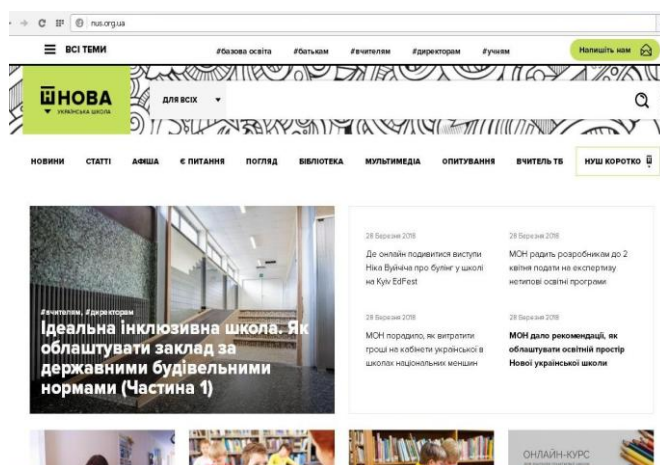 nus.org.ua
ВСІ ТЕМИ
#базова освіта #батькам #вчителям #директорам #учням
Напишіть нам
НОВА
УКРАЇНСЬКА ШКОЛА
ДЛЯ ВСІХ
НОВИНИ СТАТТІ АФІША Є ПИТАННЯ ПОГЛЯД БІБЛІОТЕКА МУЛЬТИМЕДІА ОПИТУВАННЯ ВЧИТЕЛЬ ТБ НУШ КОРОТКО
#вчителям, #директорам
Ідеальна інклюзивна школа. Як
облаштувати заклад за
державними будівельними
нормами (Частина 1)
28 Березня 2018
Де онлайн подивитися виступи
Ніка Вуйчіча про булінг у школі
на Kyiv EdFest
28 Березня 2018
МОН радить розробникам до 2
квітня подати на експертизу
нетипові освітні програми
28 Березня 2018
МОН порадило, як витратити
гроші на кабінети української в
школах національних меншин
28 Березня 2018
МОН дало рекомендації, як
облаштувати освітній простір
Нової української школи
ОНЛАЙН-КУРС